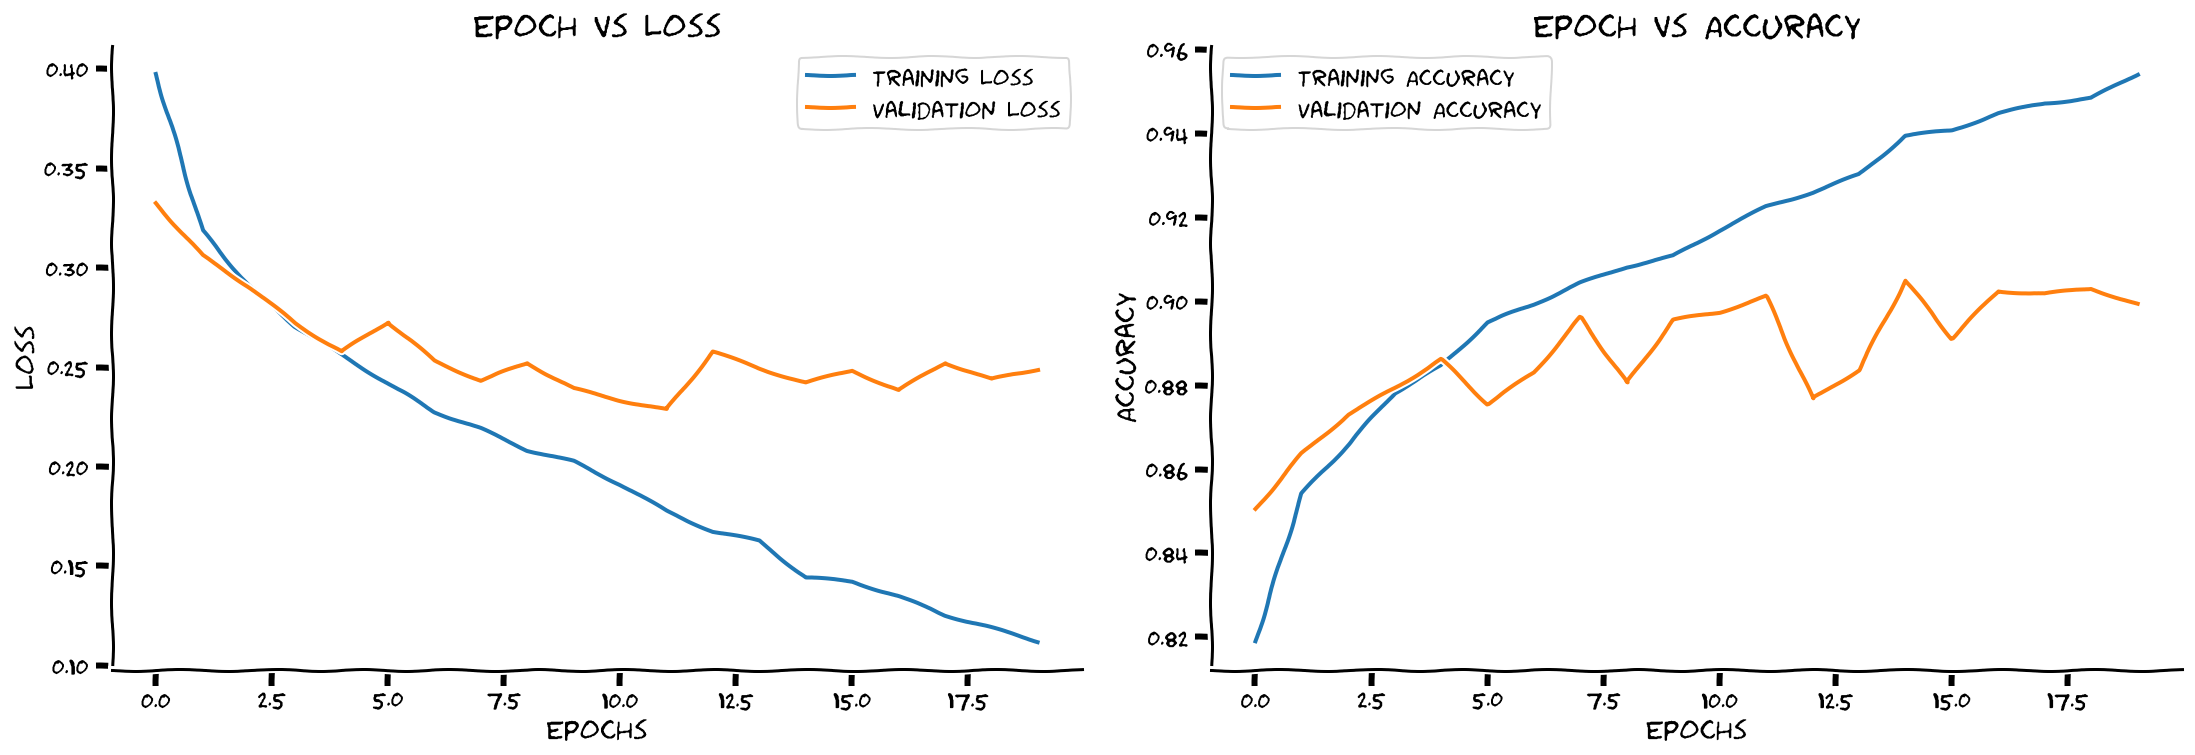 EPOCH VS LOSS
TRAINING LOSS
VALIDATION LOSS
0.40
0.35
0.30
0.25
0.20
0.15
0.10
LOSS
0.0 2.5 5.0 7.5 10.0 12.5 15.0 17.5
EPOCHS
EPOCH VS ACCURACY
TRAINING ACCURACY
VALIDATION ACCURACY
0.96
0.94
0.92
0.90
0.88
0.86
0.84
0.82
ACCURACY
0.0 2.5 5.0 7.5 10.0 12.5 15.0 17.5
EPOCHS